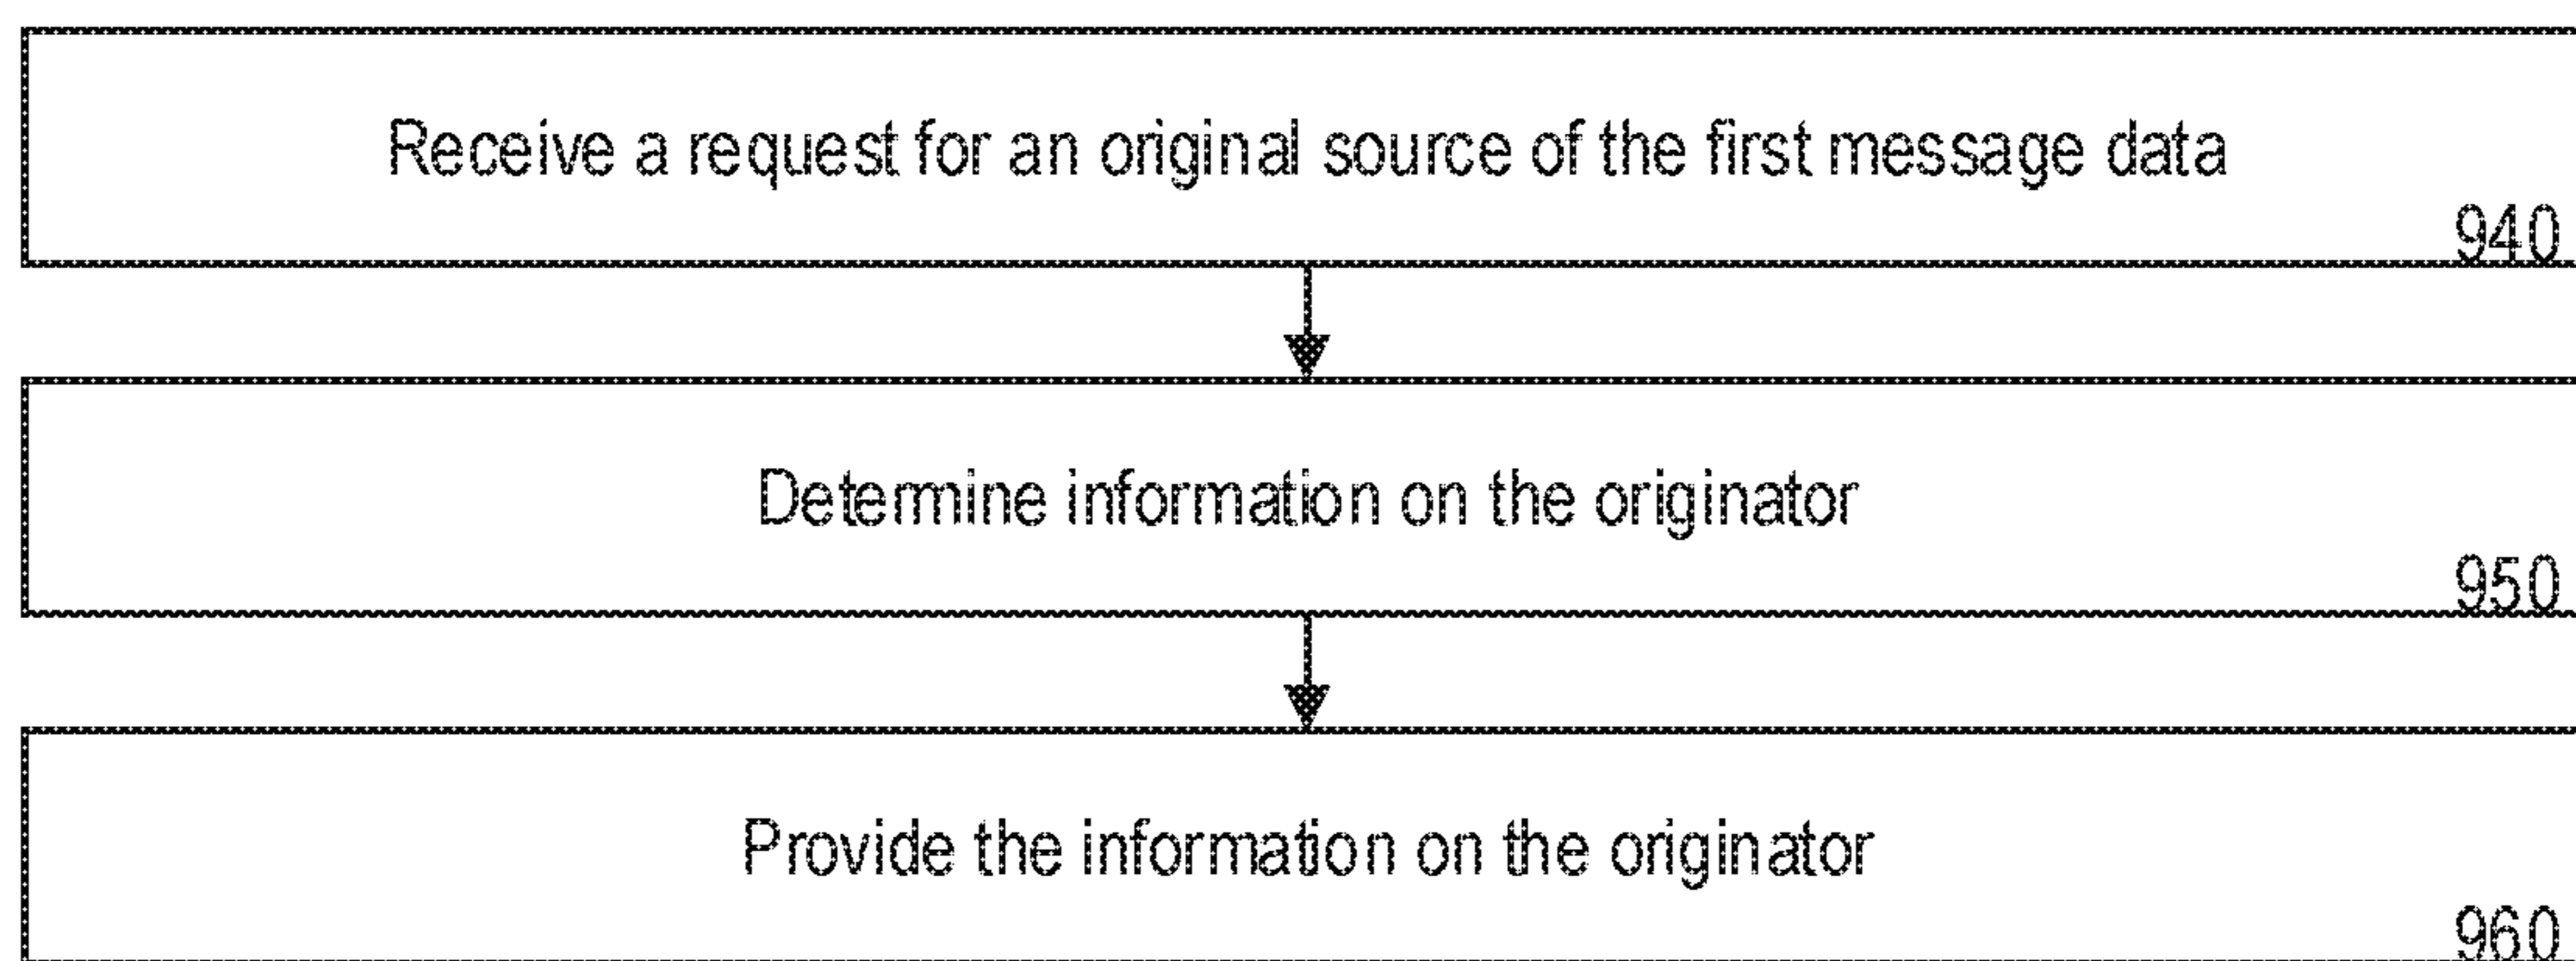 Receive a request for an original source of the first message data
940
Determine information on the originator
950
Provide the information on the originator
960